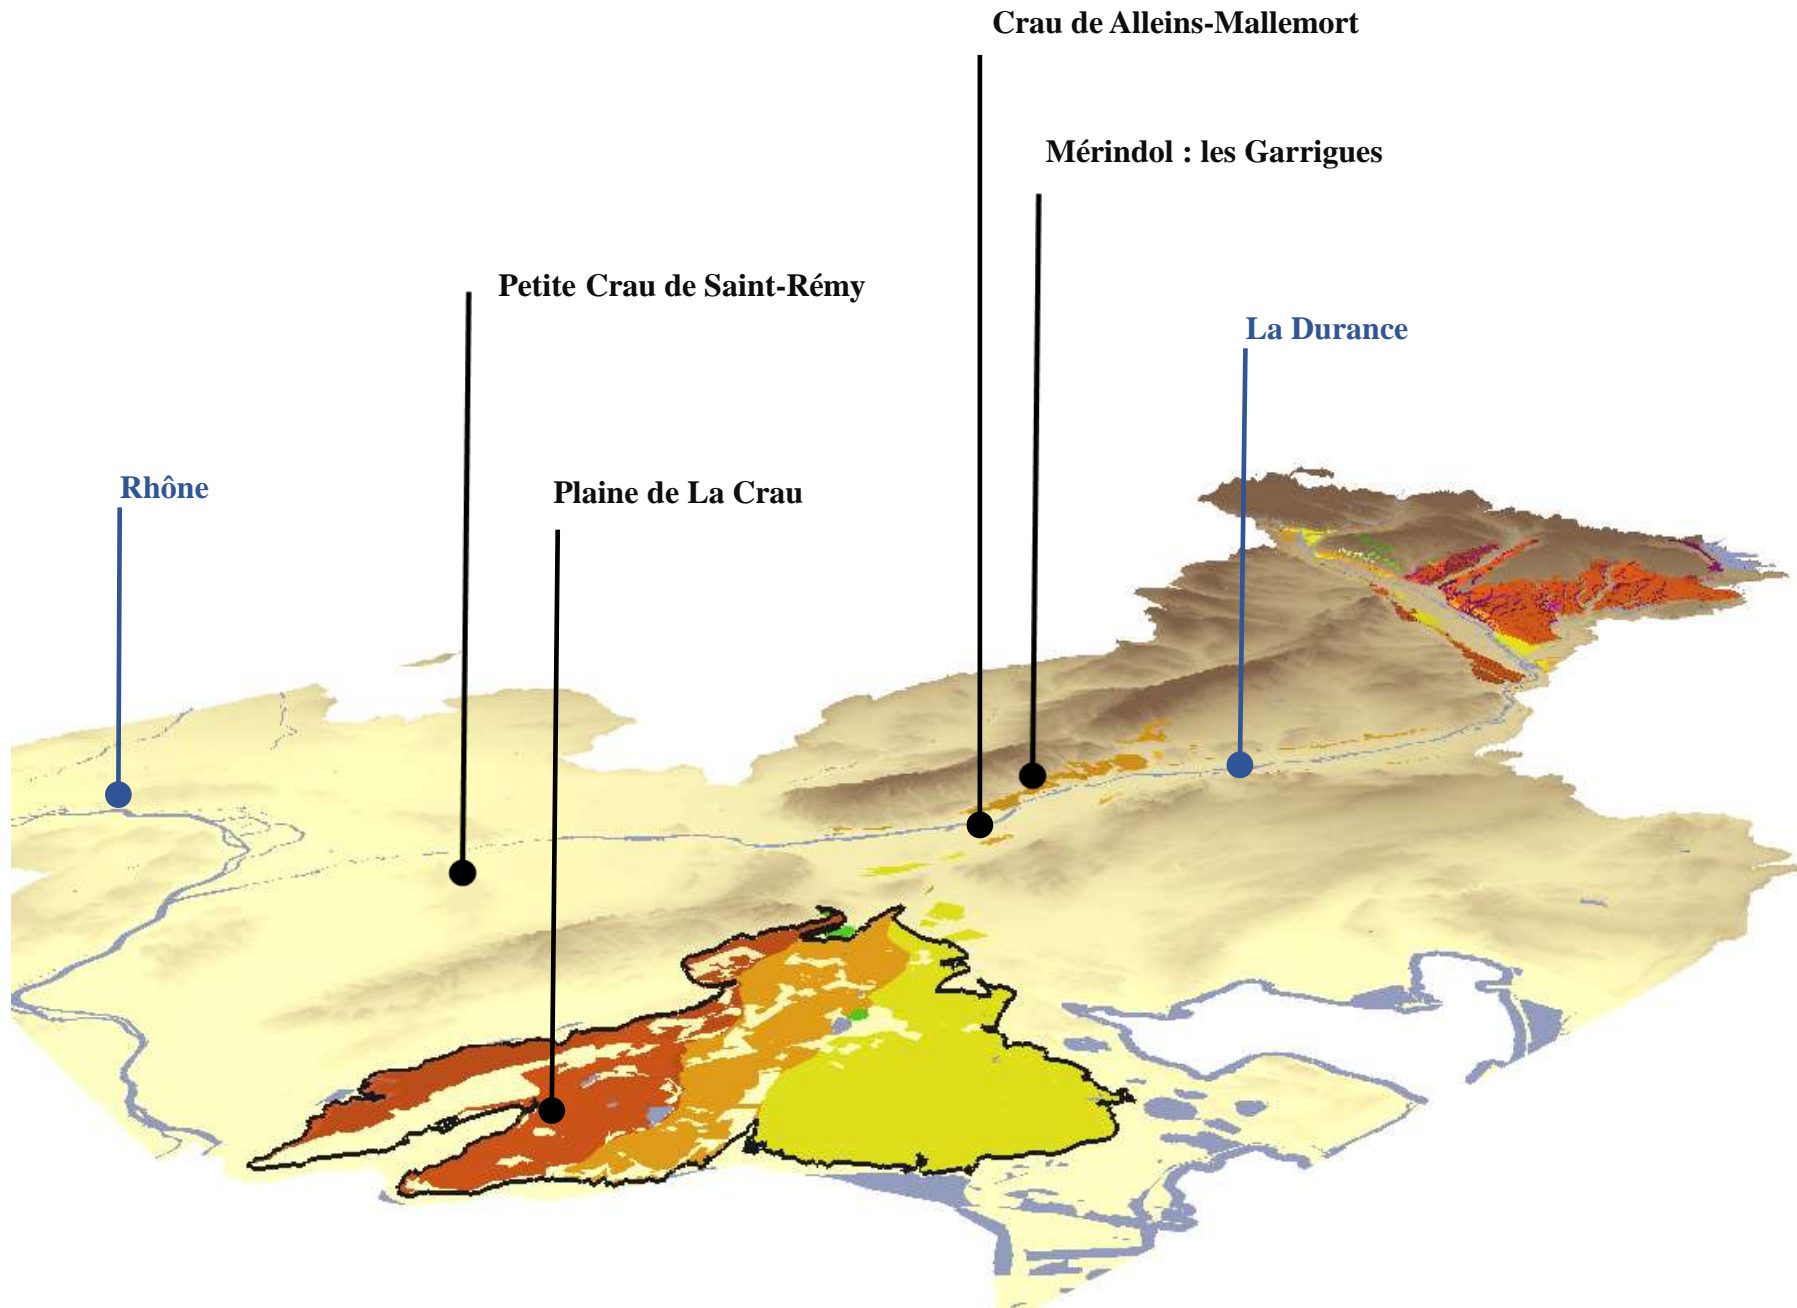 Crau de Alleins-Mallemort
Mérindol : les Garrigues
Petite Crau de Saint-Rémy
La Durance
Rhône
Plaine de La Crau